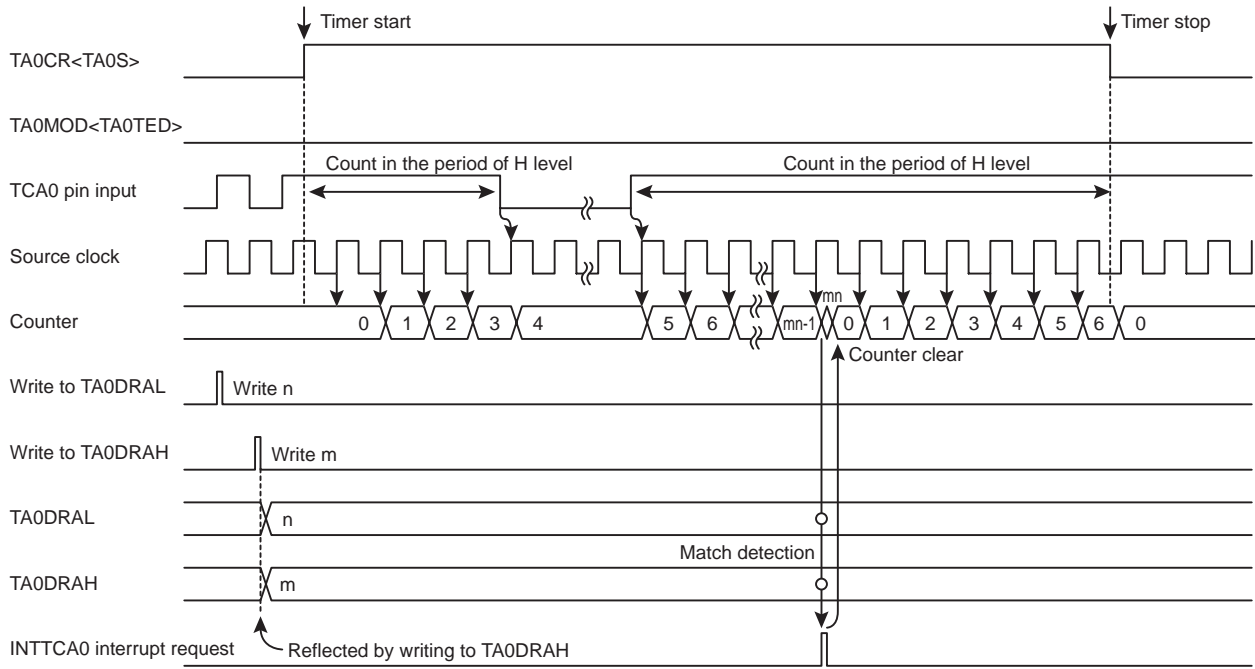 Timer start
Timer stop
TA0CR<TA0S>
TA0MOD<TA0TED>
Count in the period of H level
Count in the period of H level
TCA0 pin input
Source clock
mn
Counter 0 1 2 3 4 5 6 mn-1 0 1 2 3 4 5 6 0
Counter clear
Write to TA0DRAL Write n
Write to TA0DRAH Write m
TA0DRAL n
Match detection
TA0DRAH m
INTTCA0 interrupt request Reflected by writing to TA0DRAH